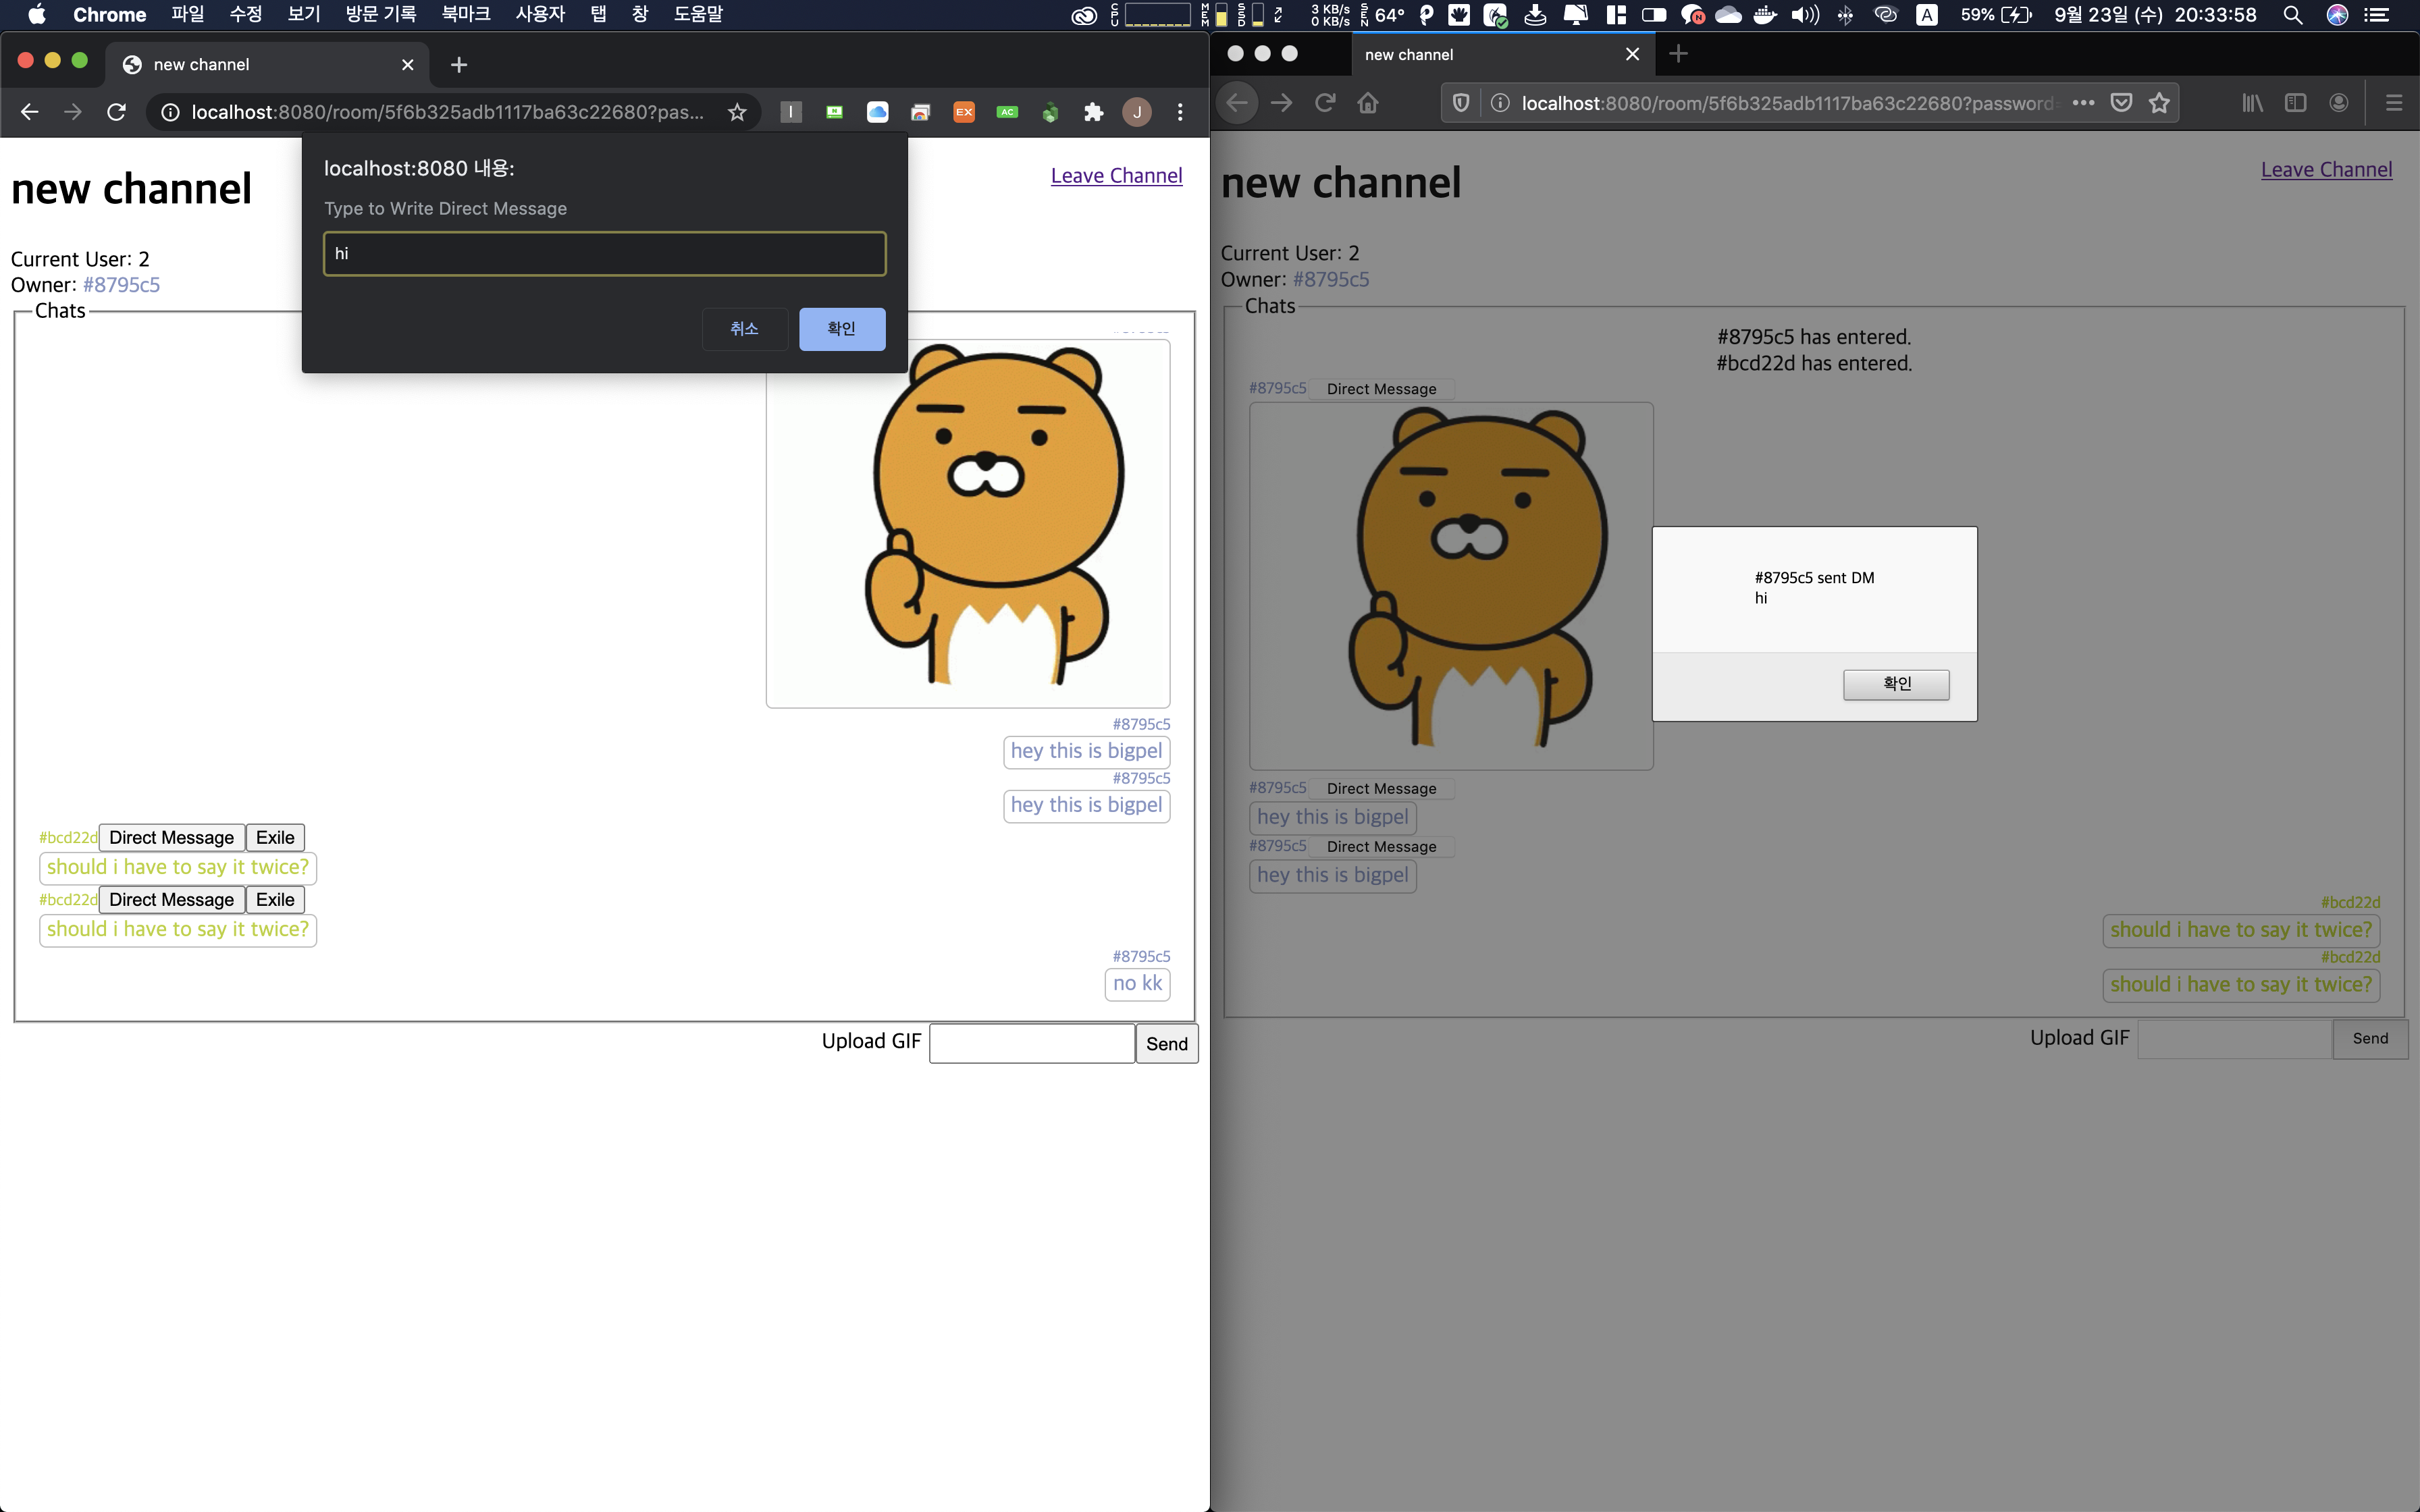 Chrome 파일 수정 보기 방문 기록 북마크 사용자 탭 창 도움말 CPU MEM SSD 3 KB/s 0 KB/s SEN 64° A 59% 9월 23일 (수) 20:33:58
new channel
localhost:8080/room/5f6b325adb1117ba63c22680?pas...
EX
AC
J
localhost:8080 내용:
Type to Write Direct Message
hi
취소
확인
new channel
Leave Channel
Current User: 2
Owner: #8795c5
Chats
#8795c5
hey this is bigpel
#8795c5
hey this is bigpel
#bcd22d Direct Message Exile
should i have to say it twice?
#bcd22d Direct Message Exile
should i have to say it twice?
#8795c5
no kk
Upload GIF Send
new channel
localhost:8080/room/5f6b325adb1117ba63c22680?password=
new channel
Leave Channel
Current User: 2
Owner: #8795c5
Chats
#8795c5 has entered.
#bcd22d has entered.
#8795c5 Direct Message
#8795c5 sent DM
hi
확인
#8795c5 Direct Message
hey this is bigpel
#8795c5 Direct Message
hey this is bigpel
#bcd22d
should i have to say it twice?
#bcd22d
should i have to say it twice?
Upload GIF Send